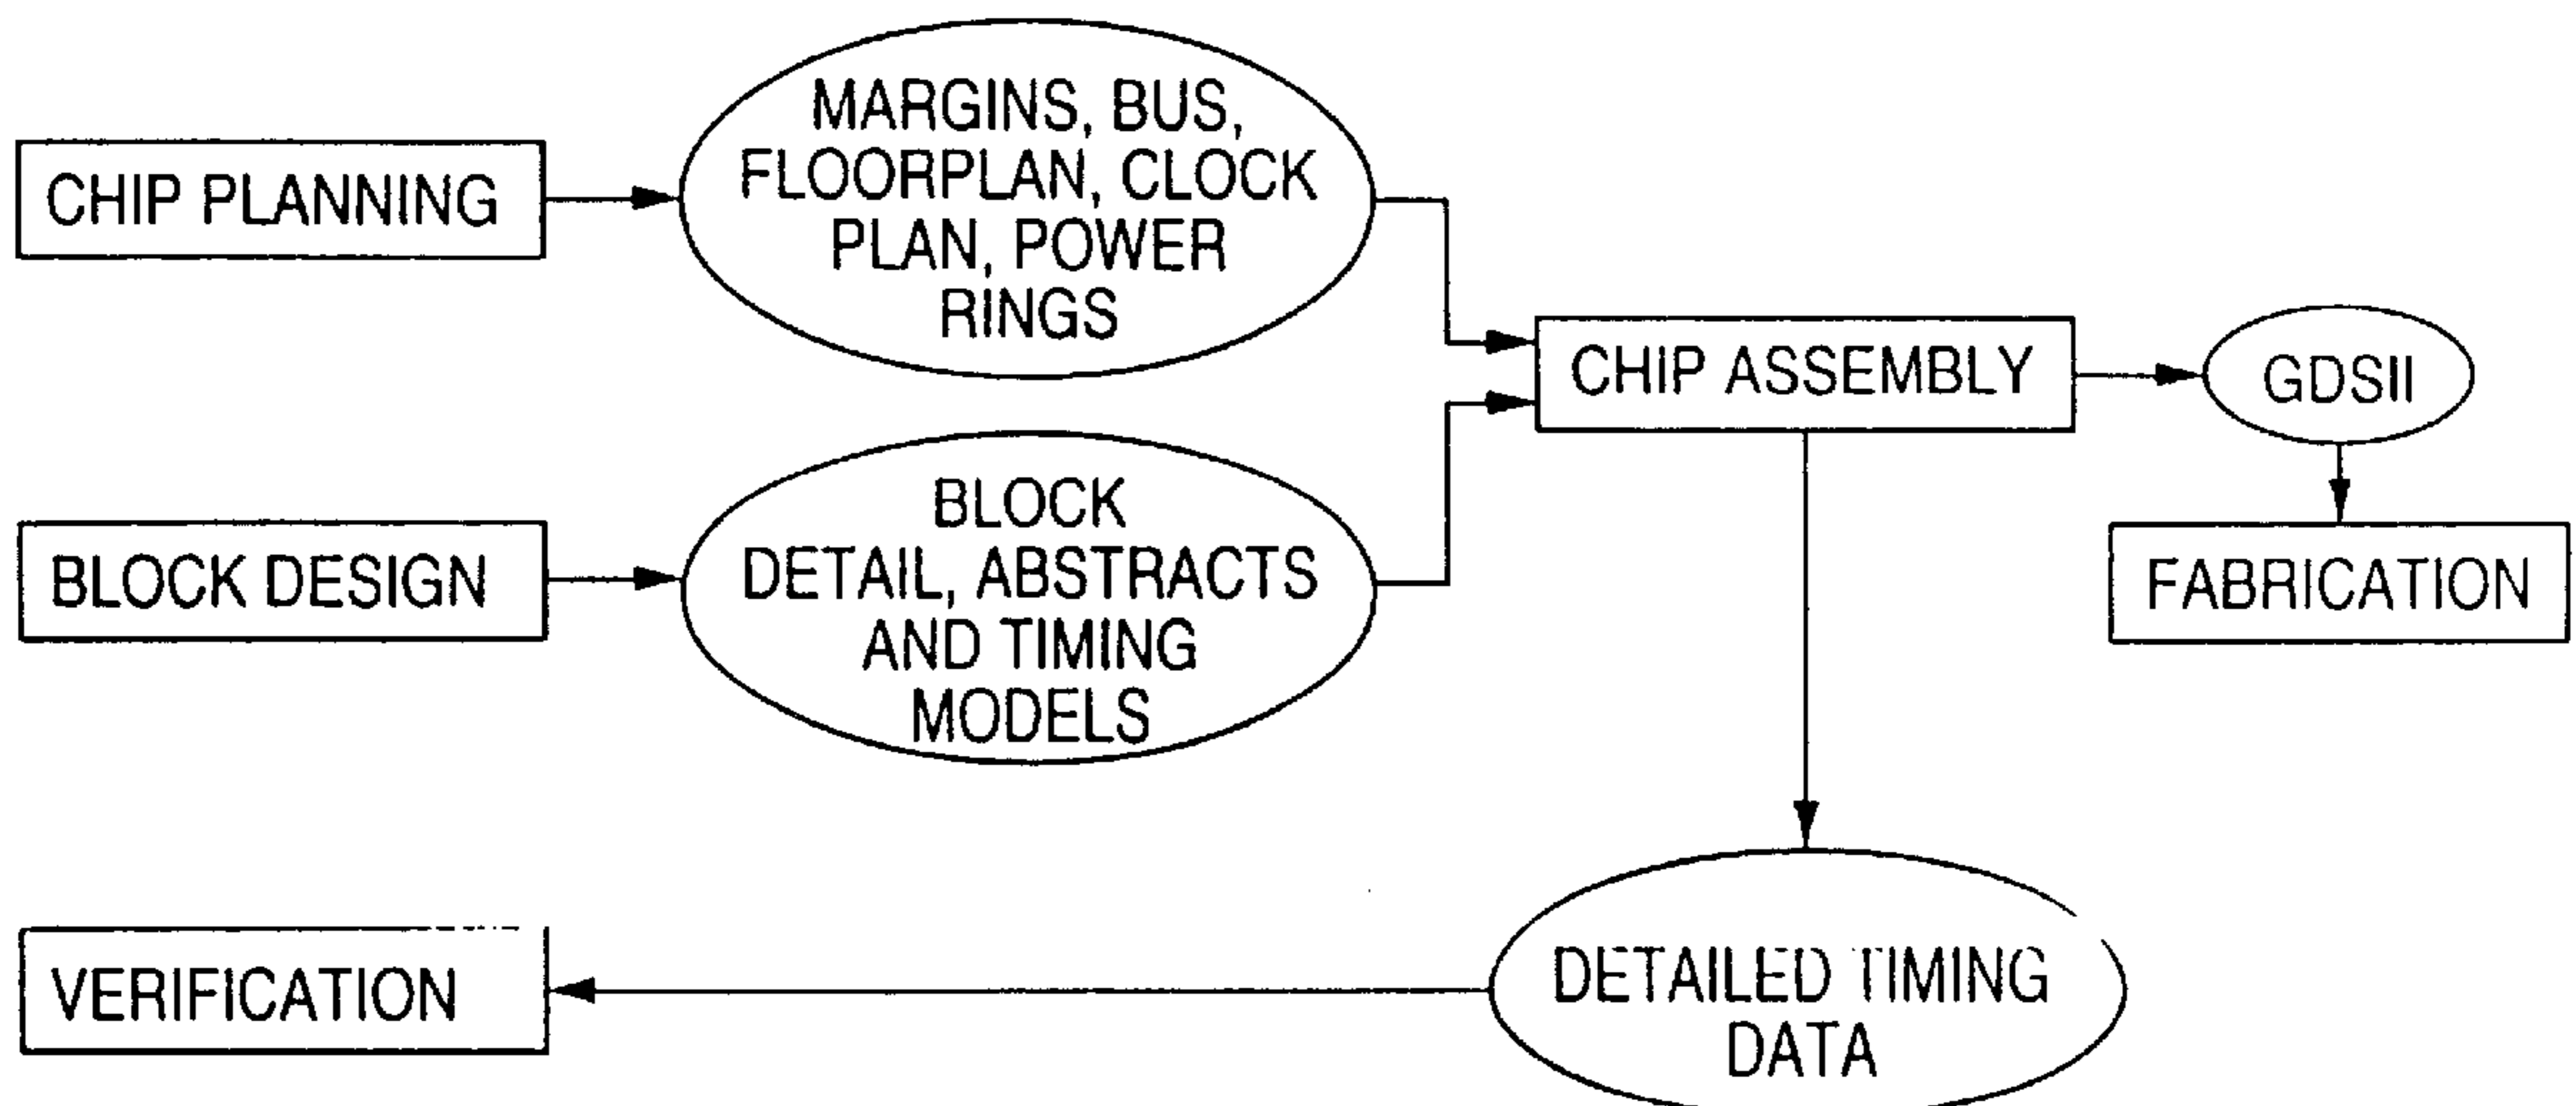 CHIP PLANNING
MARGINS, BUS,
FLOORPLAN, CLOCK
PLAN, POWER
RINGS
CHIP ASSEMBLY
GDSII
FABRICATION
BLOCK DESIGN
BLOCK
DETAIL, ABSTRACTS
AND TIMING
MODELS
VERIFICATION
DETAILED TIMING
DATA